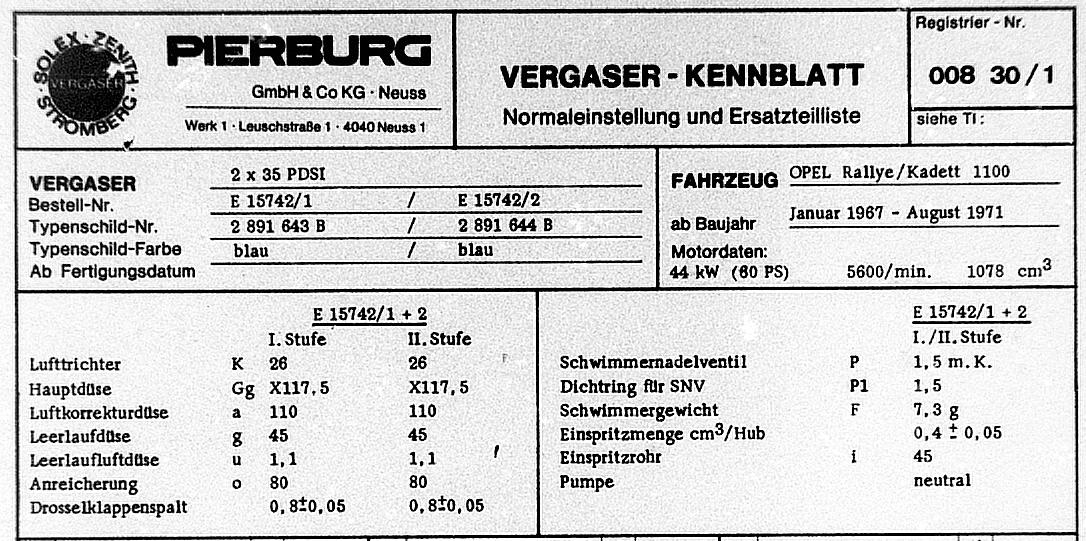 SOLEX · ZENITH · STROMBERG ·
VERGASER
PIERBURG
GmbH & Co KG · Neuss
Werk 1 · Leuschstraße 1 · 4040 Neuss 1
VERGASER - KENNBLATT
Normaleinstellung und Ersatzteilliste
Registrier - Nr.
008 30/1
siehe TI:
VERGASER 2 x 35 PDSI
Bestell-Nr. E 15742/1 / E 15742/2
Typenschild-Nr. 2 891 643 B / 2 891 644 B
Typenschild-Farbe blau / blau
Ab Fertigungsdatum
FAHRZEUG OPEL Rallye/Kadett 1100
ab Baujahr Januar 1967 - August 1971
Motordaten:
44 kW (60 PS) 5600/min. 1078 cm³
E 15742/1 + 2
I. Stufe II. Stufe
Lufttrichter K 26 26
Hauptdüse Gg X117,5 X117,5
Luftkorrekturdüse a 110 110
Leerlaufdüse g 45 45
Leerlaufluftdüse u 1,1 1,1
Anreicherung o 80 80
Drosselklappenspalt 0,8±0,05 0,8±0,05
E 15742/1 + 2
I./II. Stufe
Schwimmernadelventil P 1,5 m.K.
Dichtring für SNV P1 1,5
Schwimmergewicht F 7,3 g
Einspritzmenge cm³/Hub 0,4 ± 0,05
Einspritzrohr i 45
Pumpe neutral